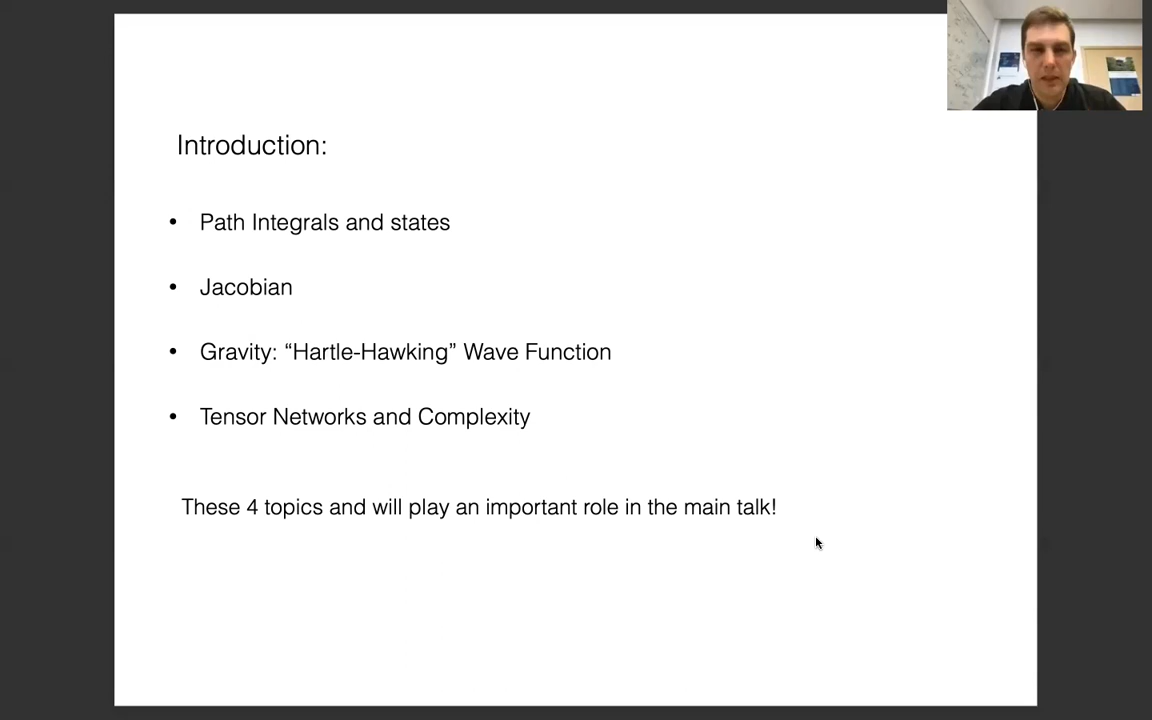 Introduction:
• Path Integrals and states
• Jacobian
• Gravity: “Hartle-Hawking” Wave Function
• Tensor Networks and Complexity
These 4 topics and will play an important role in the main talk!